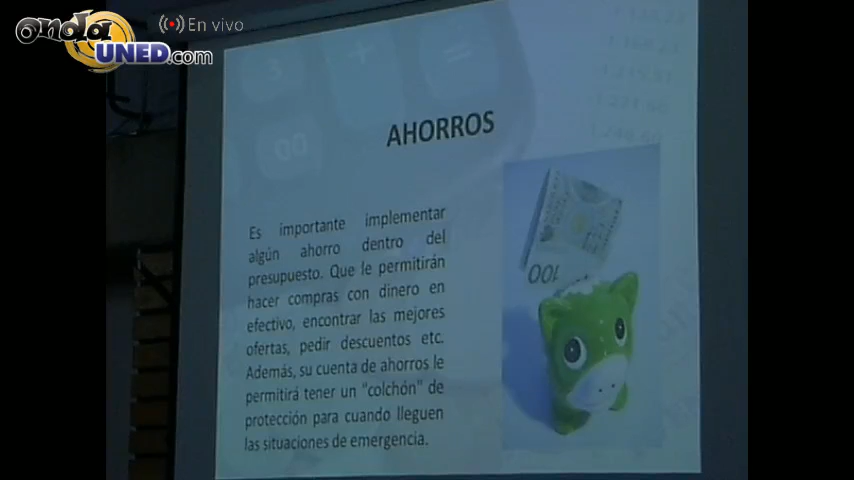 onda
UNED.com
En vivo
AHORROS
Es importante implementar
algún ahorro dentro del
presupuesto. Que le permitirán
hacer compras con dinero en
efectivo, encontrar las mejores
ofertas, pedir descuentos etc.
Además, su cuenta de ahorros le
permitirá tener un “colchón” de
protección para cuando lleguen
las situaciones de emergencia.
100